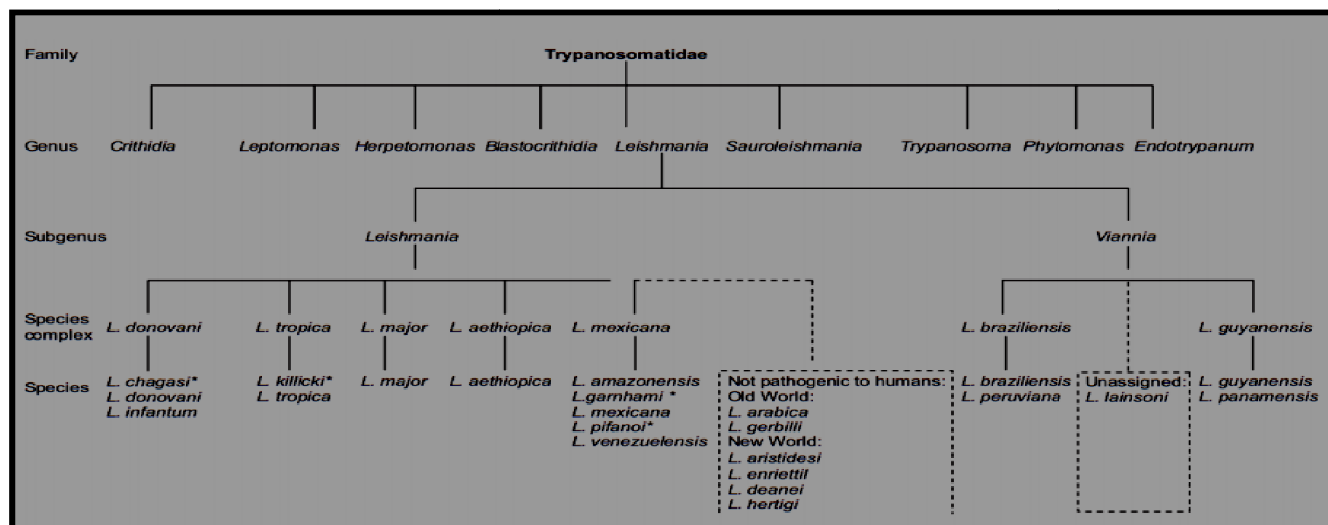 Family
Trypanosomatidae
Genus
Crithidia Leptomonas Herpetomonas Blastocrithidia Leishmania Sauroleishmania Trypanosoma Phytomonas Endotrypanum
Subgenus
Leishmania Viannia
Species
complex
L. donovani L. tropica L. major L. aethiopica L. mexicana L. braziliensis L. guyanensis
Species
L. chagasi*
L. donovani
L. infantum
L. killicki*
L. tropica
L. major
L. aethiopica
L. amazonensis
L.garnhami *
L. mexicana
L. pifanoi*
L. venezuelensis
Not pathogenic to humans:
Old World:
L. arabica
L. gerbilli
New World:
L. aristidesi
L. enriettil
L. deanei
L. hertigi
L. braziliensis
L. peruviana
Unassigned:
L. lainsoni
L. guyanensis
L. panamensis